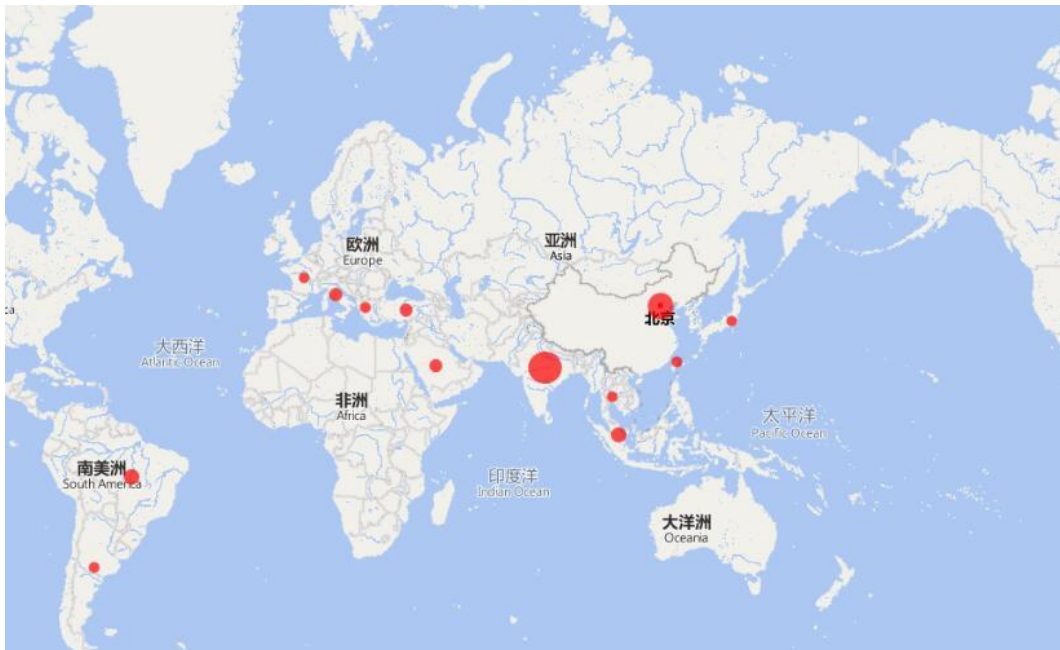 欧洲
Europe
亚洲
Asia
ca
北京
大西洋
Atlantic Ocean
非洲
Africa
太平洋
Pacific Ocean
南美洲
South America
印度洋
Indian Ocean
大洋洲
Oceania